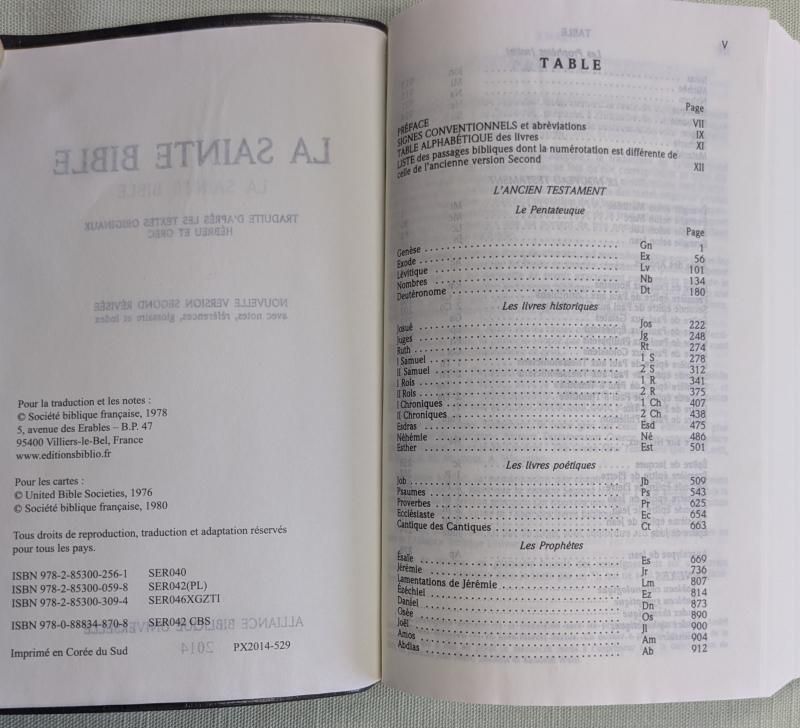 Pour la traduction et les notes :
© Société biblique française, 1978
5, avenue des Erables – B.P. 47
95400 Villiers-le-Bel, France
www.editionsbiblio.fr
Pour les cartes :
© United Bible Societies, 1976
© Société biblique française, 1980
Tous droits de reproduction, traduction et adaptation réservés
pour tous les pays.
ISBN 978-2-85300-256-1 SER040
ISBN 978-2-85300-059-8 SER042(PL)
ISBN 978-2-85300-309-4 SER046XGZTI
ISBN 978-0-88834-870-8 SER042 CBS
Imprimé en Corée du Sud PX2014-529
V
TABLE
Page
PRÉFACE VII
SIGNES CONVENTIONNELS et abréviations IX
TABLE ALPHABÉTIQUE des livres XI
LISTE des passages bibliques dont la numérotation est différente de
celle de l'ancienne version Second XII
L'ANCIEN TESTAMENT
Le Pentateuque
Page
Genèse Gn 1
Exode Ex 56
Lévitique Lv 101
Nombres Nb 134
Deutéronome Dt 180
Les livres historiques
Josué Jos 222
Juges Jg 248
Ruth Rt 274
I Samuel 1 S 278
II Samuel 2 S 312
I Rois 1 R 341
II Rois 2 R 375
I Chroniques 1 Ch 407
II Chroniques 2 Ch 438
Esdras Esd 475
Néhémie Né 486
Esther Est 501
Les livres poétiques
Job Jb 509
Psaumes Ps 543
Proverbes Pr 625
Ecclésiaste Ec 654
Cantique des Cantiques Ct 663
Les Prophètes
Ésaïe Es 669
Jérémie Jr 736
Lamentations de Jérémie Lm 807
Ézéchiel Ez 814
Daniel Dn 873
Osée Os 890
Joël Jl 900
Amos Am 904
Abdias Ab 912